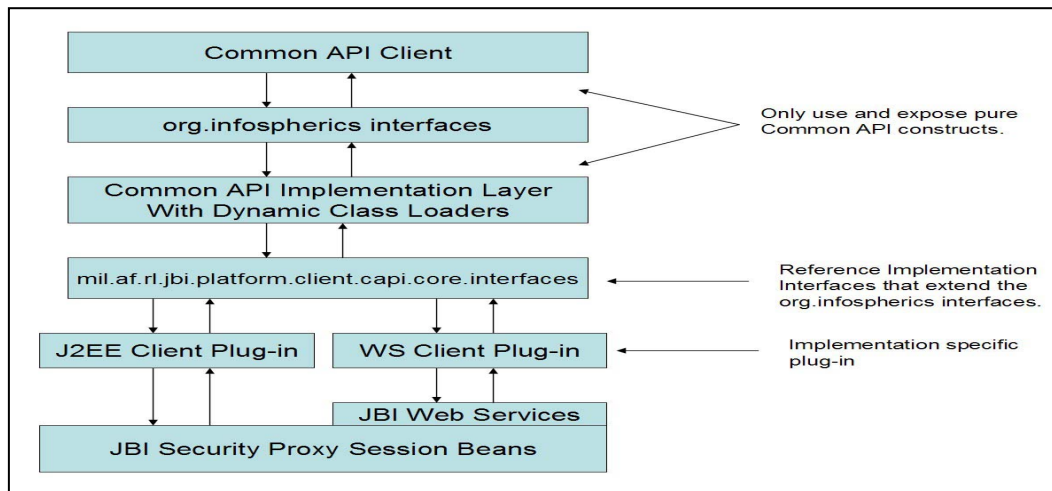 Common API Client
org.infospherics interfaces
Only use and expose pure
Common API constructs.
Common API Implementation Layer
With Dynamic Class Loaders
mil.af.rl.jbi.platform.client.capi.core.interfaces
Reference Implementation
Interfaces that extend the
org.infospherics interfaces.
J2EE Client Plug-in
WS Client Plug-in
Implementation specific
plug-in
JBI Web Services
JBI Security Proxy Session Beans